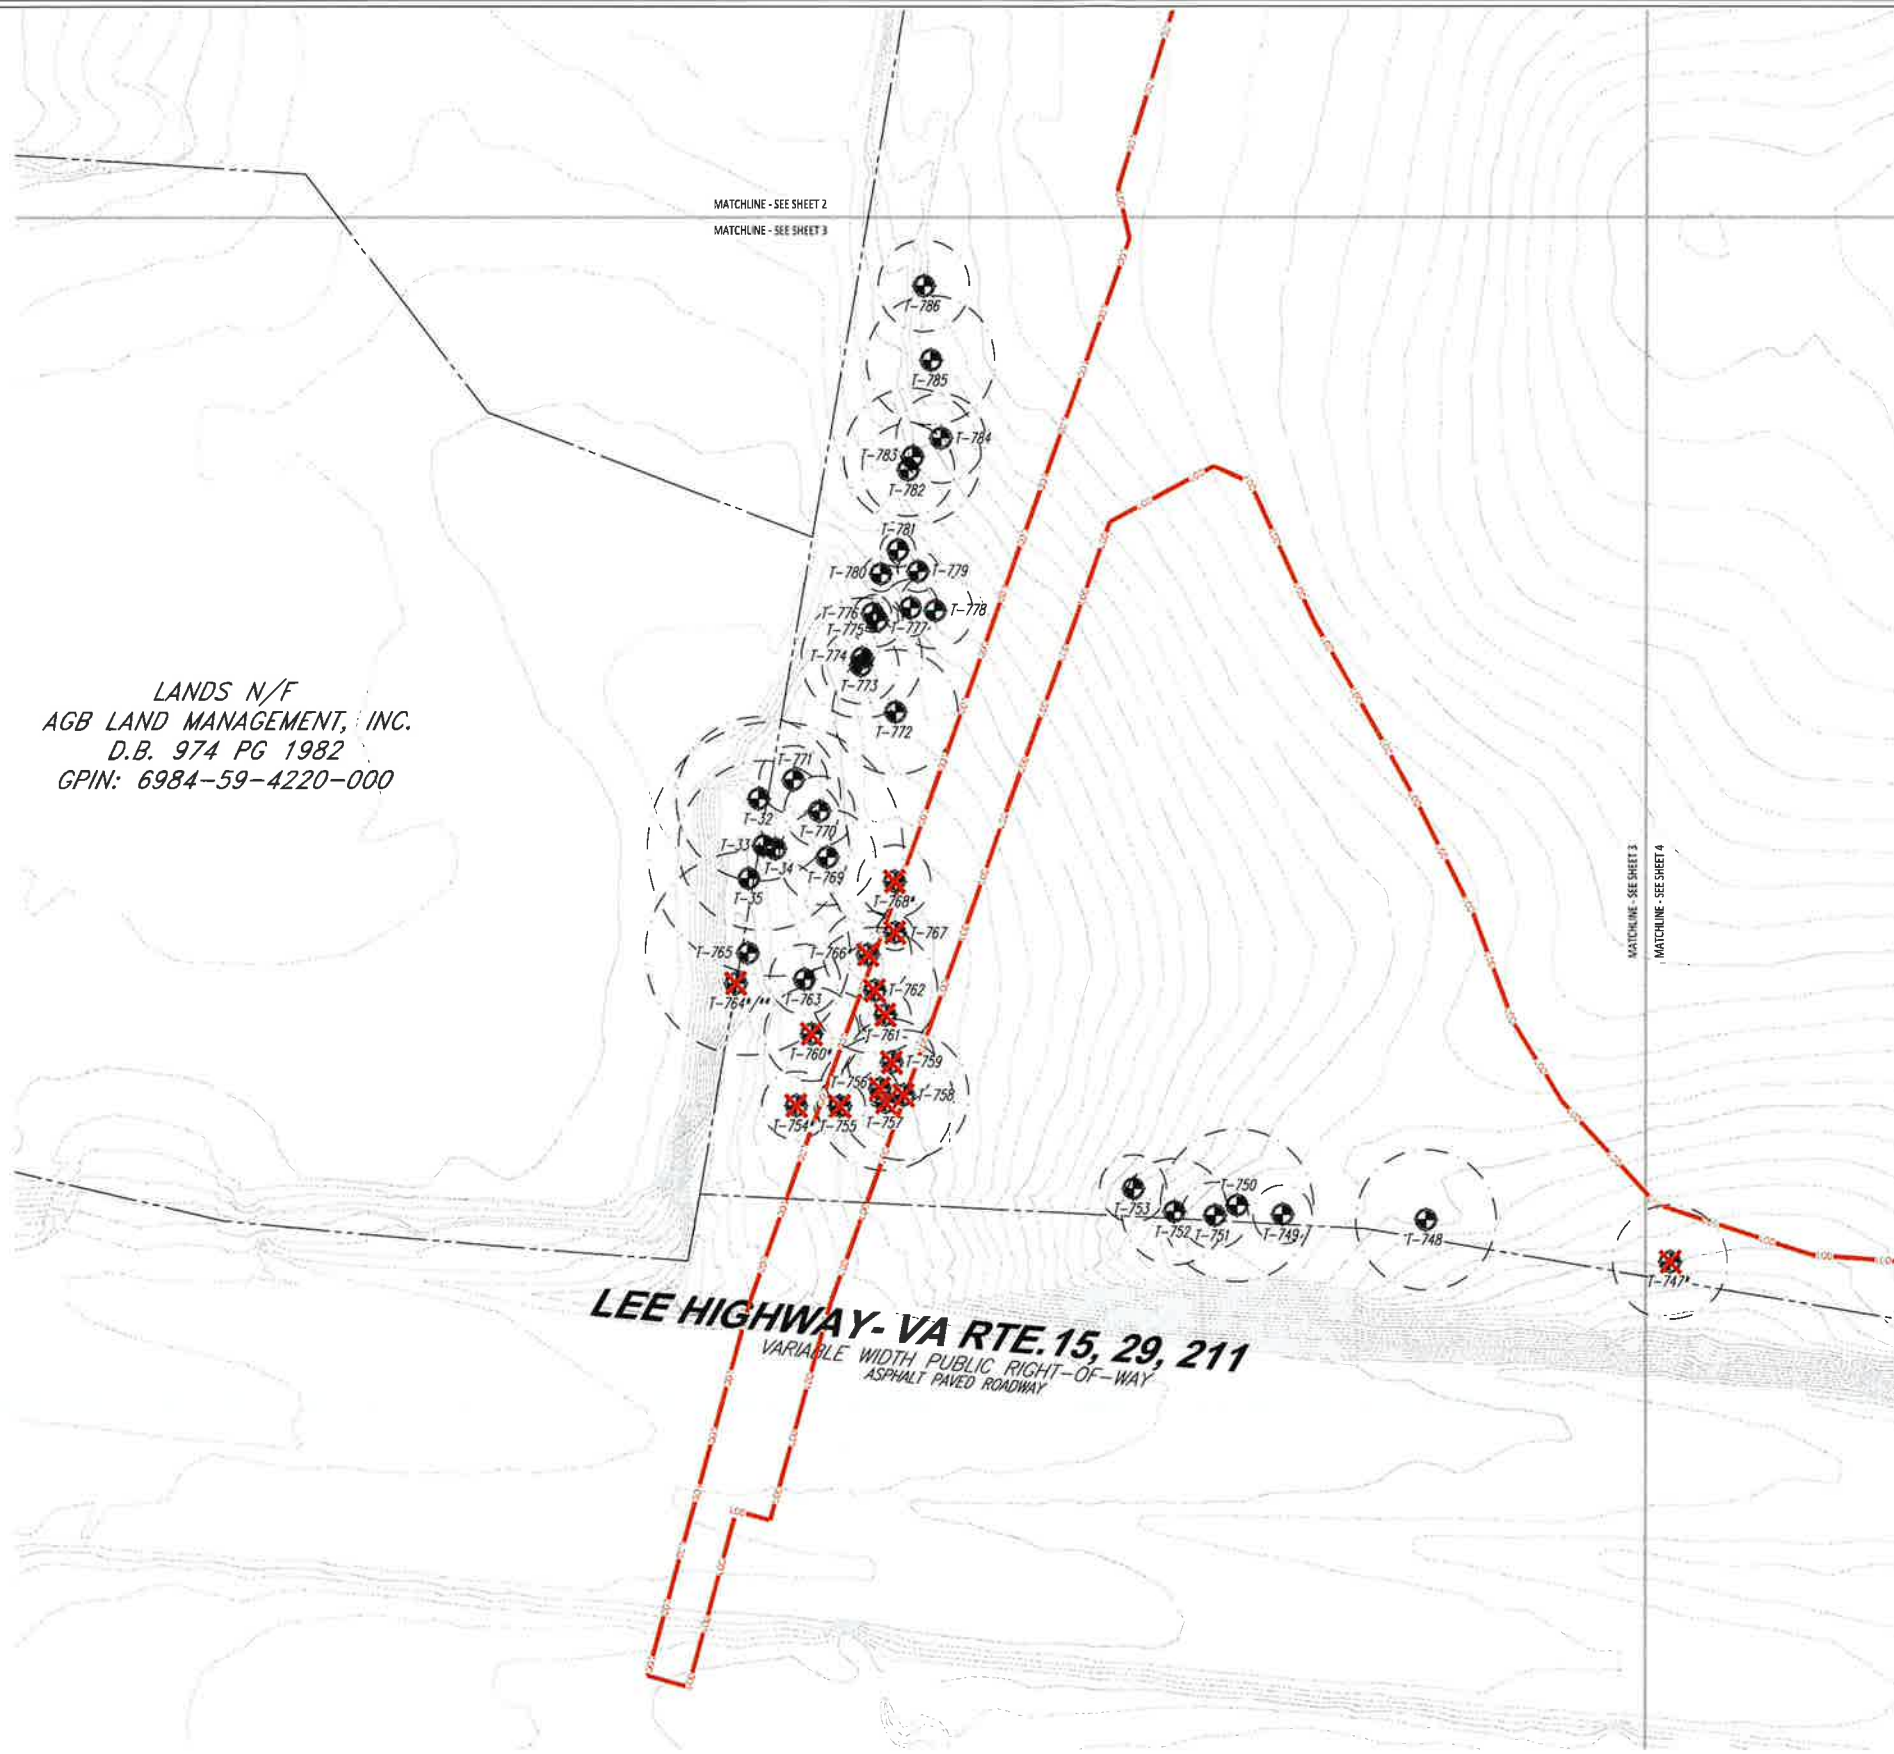 MATCHLINE - SEE SHEET 2
MATCHLINE - SEE SHEET 3
T-786
T-785
T-784
T-783
T-782
T-781
T-780
T-779
T-776
T-778
T-775
T-777
T-774
T-773
LANDS N/F
AGB LAND MANAGEMENT, INC.
D.B. 974 PG 1982
GPIN: 6984-59-4220-000
T-772
T-771
T-32
T-770
T-33
T-34
T-769
T-35
T-768*
MATCHLINE - SEE SHEET 3
MATCHLINE - SEE SHEET 4
T-767
T-765
T-766*
T-764*/**
T-763
T-762
T-761
T-760*
T-759
T-756
T-758
T-754*
T-755
T-757
T-750
T-753
T-752
T-751
T-749
T-748
T-747*
LEE HIGHWAY- VA RTE.15, 29, 211
VARIABLE WIDTH PUBLIC RIGHT-OF-WAY
ASPHALT PAVED ROADWAY